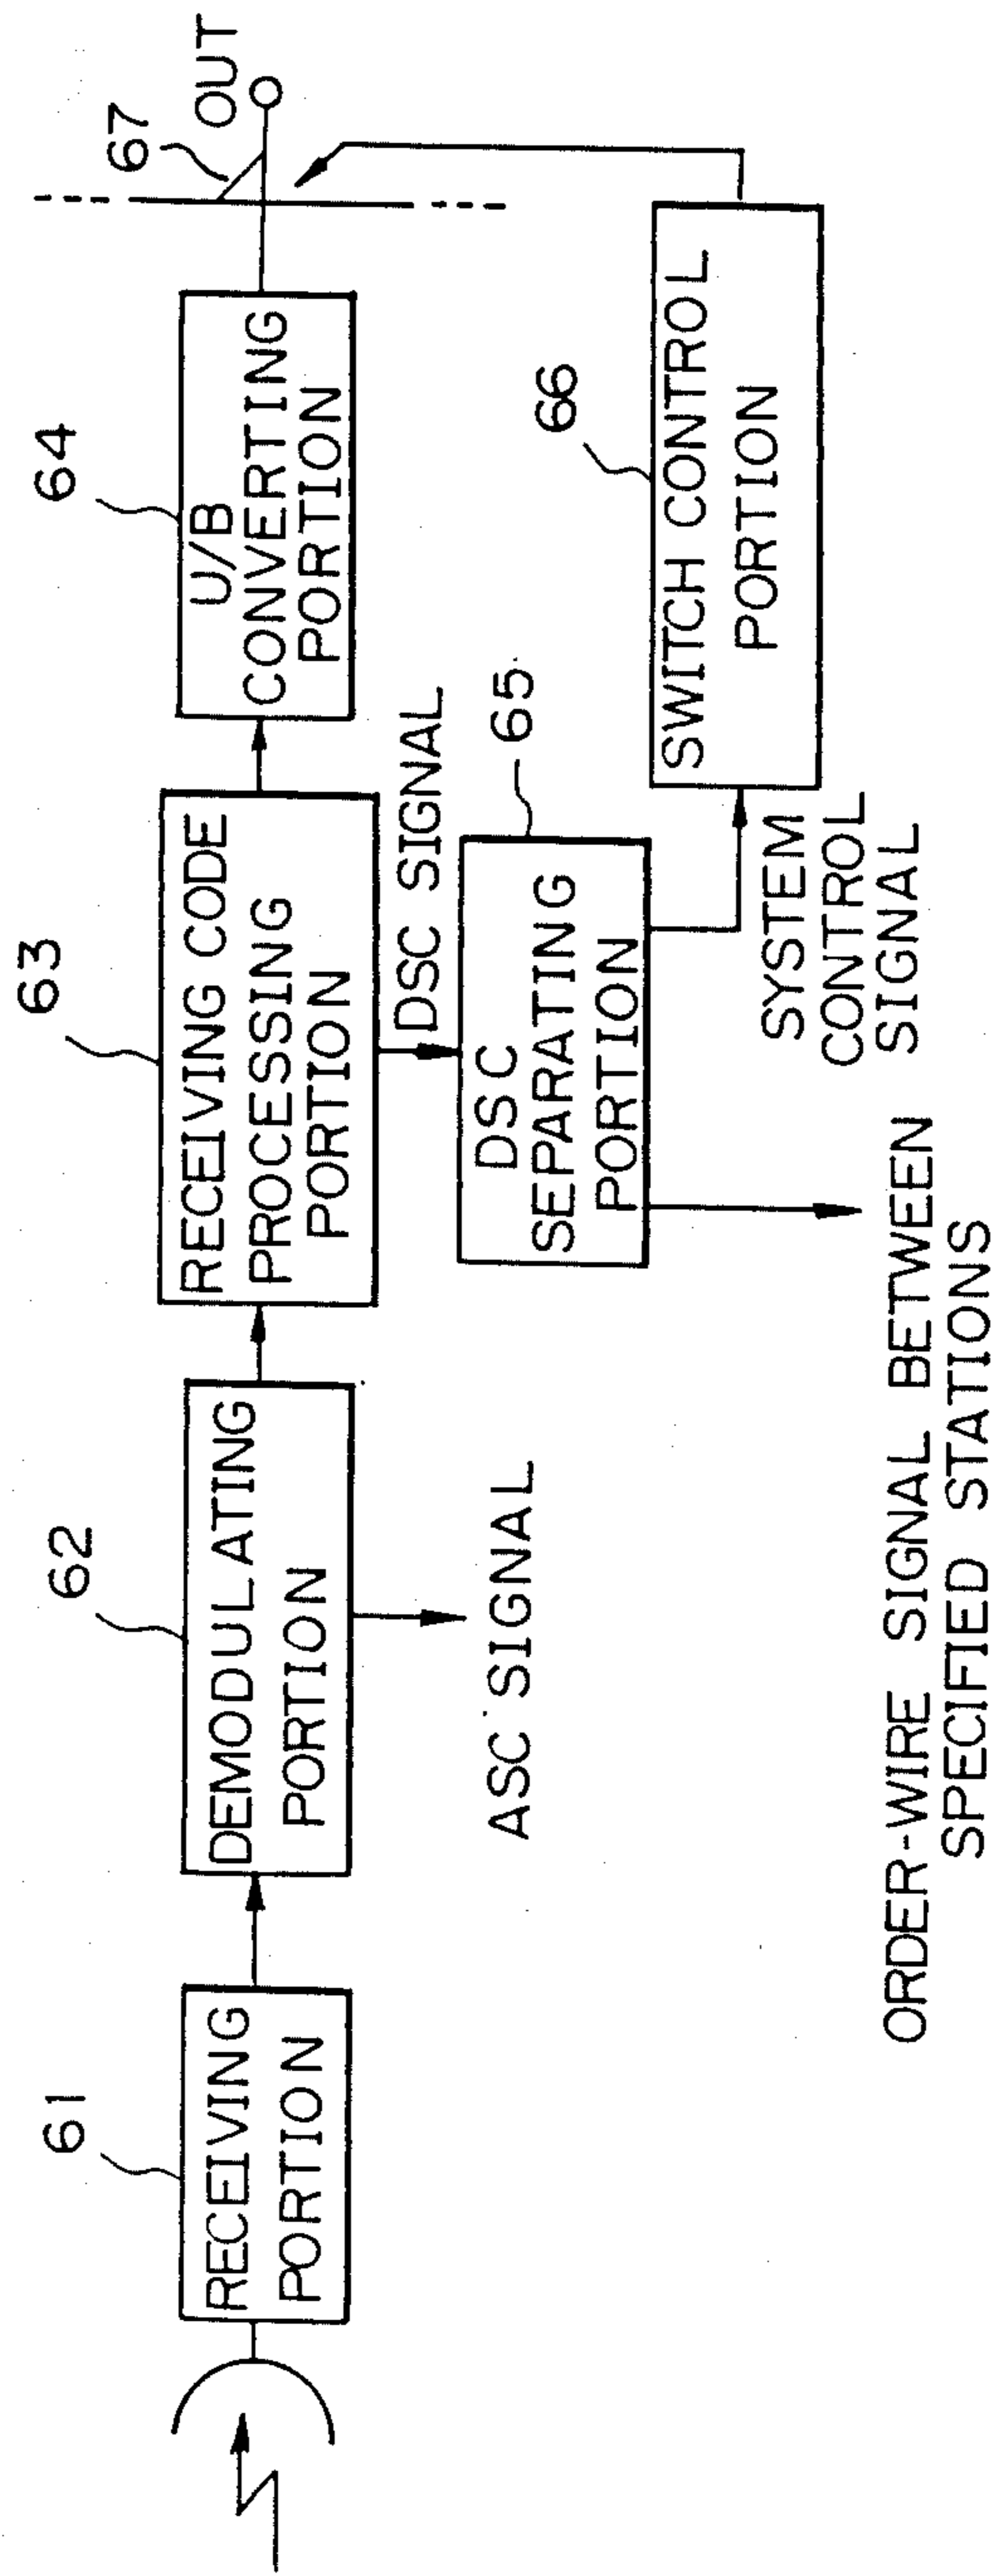 61
RECEIVING
PORTION
62
DEMODULATING
PORTION
ASC SIGNAL
63
RECEIVING CODE
PROCESSING
PORTION
DSC SIGNAL
64
U/B
CONVERTING
PORTION
67
OUT
65
DSC
SEPARATING
PORTION
66
SWITCH CONTROL
PORTION
SYSTEM
CONTROL
SIGNAL
ORDER-WIRE SIGNAL BETWEEN
SPECIFIED STATIONS